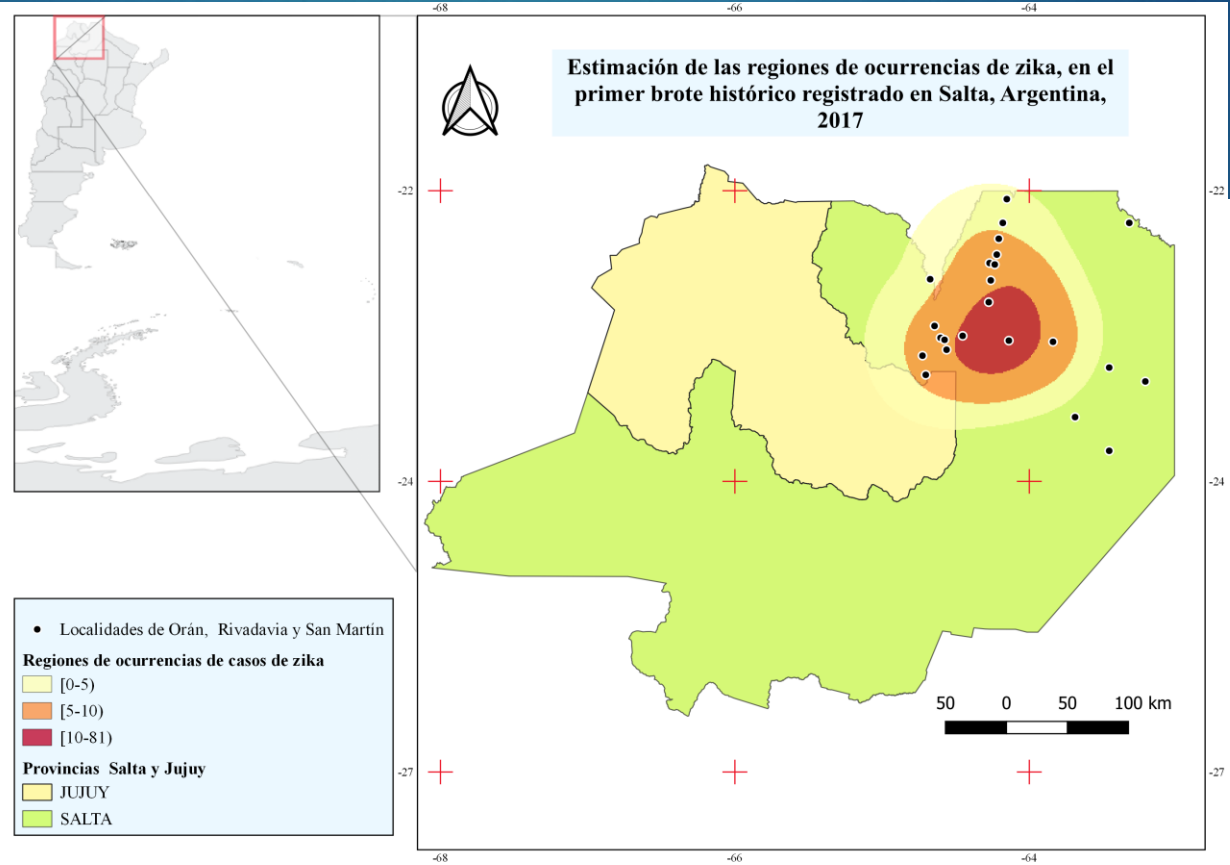 -68
-66
-64
Estimación de las regiones de ocurrencias de zika, en el
primer brote histórico registrado en Salta, Argentina,
2017
-22
-22
-24
-24
Localidades de Orán, Rivadavia y San Martín
Regiones de ocurrencias de casos de zika
[0-5)
[5-10)
[10-81)
Provincias Salta y Jujuy
JUJUY
SALTA
50 0 50 100 km
-27
-27
-68
-66
-64